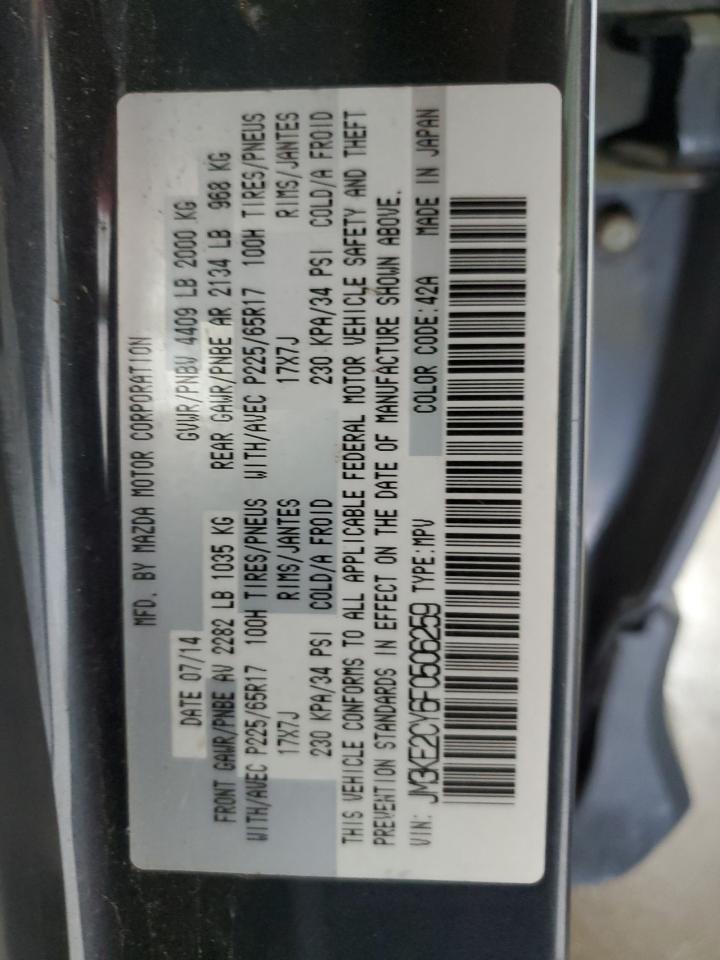 MFD. BY MAZDA MOTOR CORPORATION
DATE 07/14 GVWR/PNBV 4409 LB 2000 KG
FRONT GAWR/PNBE AV 2282 LB 1035 KG REAR GAWR/PNBE AR 2134 LB 968 KG
WITH/AVEC P225/65R17 100H TIRES/PNEUS WITH/AVEC P225/65R17 100H TIRES/PNEUS
17X7J RIMS/JANTES 17X7J RIMS/JANTES
230 KPA/34 PSI COLD/A FROID 230 KPA/34 PSI COLD/A FROID
THIS VEHICLE CONFORMS TO ALL APPLICABLE FEDERAL MOTOR VEHICLE SAFETY AND THEFT
PREVENTION STANDARDS IN EFFECT ON THE DATE OF MANUFACTURE SHOWN ABOVE.
VIN: JM3KE2CY6F0506259 TYPE:MPV COLOR CODE:42A MADE IN JAPAN